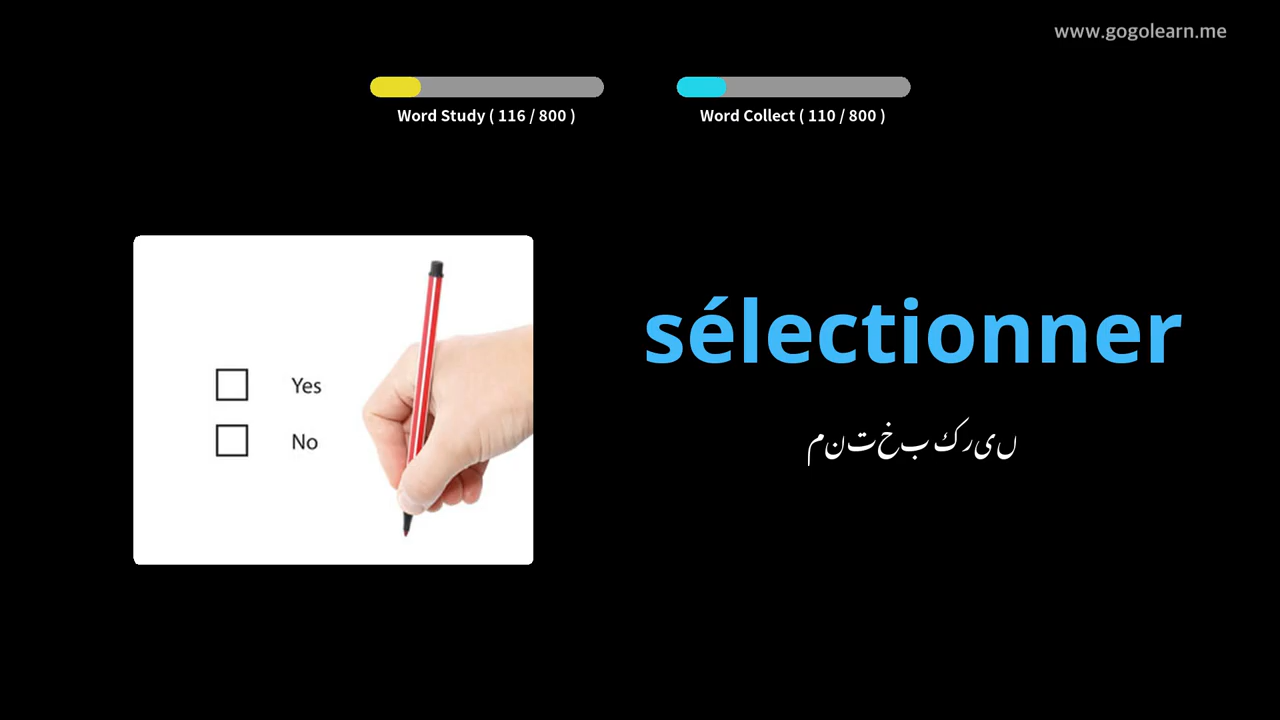 www.gogolearn.me
Word Study ( 116 / 800 )
Word Collect ( 110 / 800 )
Yes
No
sélectionner
منتخب کریں